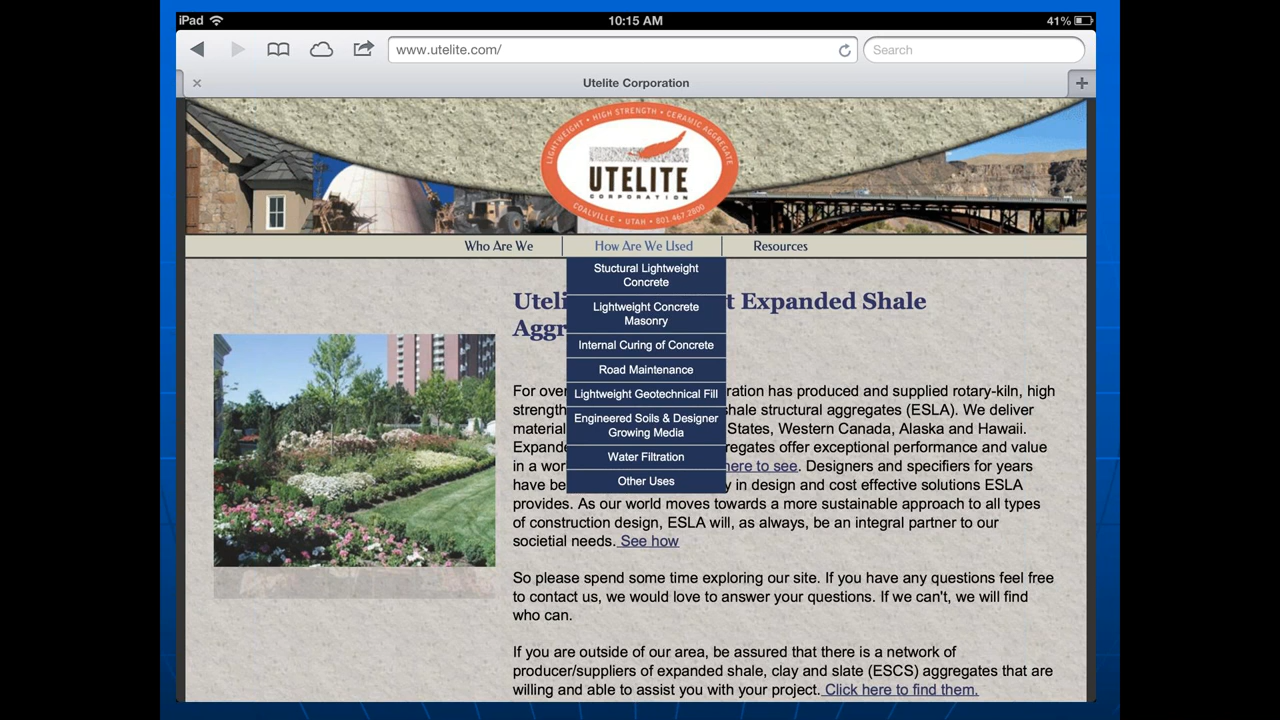 iPad
10:15 AM
41%
www.utelite.com/
Search
Utelite Corporation
LIGHTWEIGHT • HIGH STRENGTH • CERAMIC AGGREGATE
UTELITE
CORPORATION
COALVILLE • UTAH • 801.467.2800
Who Are We
How Are We Used
Resources
Stuctural Lightweight
Concrete
Lightweight Concrete
Masonry
Internal Curing of Concrete
Road Maintenance
Lightweight Geotechnical Fill
Engineered Soils & Designer
Growing Media
Water Filtration
Other Uses
Expanded Shale
For over ration has produced and supplied rotary-kiln, high
shale structural aggregates (ESLA). We deliver
States, Western Canada, Alaska and Hawaii.
regates offer exceptional performance and value
in a here to see. Designers and specifiers for years
have in design and cost effective solutions ESLA
provides. As our world moves towards a more sustainable approach to all types
of construction design, ESLA will, as always, be an integral partner to our
societial needs. See how
So please spend some time exploring our site. If you have any questions feel free
to contact us, we would love to answer your questions. If we can't, we will find
who can.
If you are outside of our area, be assured that there is a network of
producer/suppliers of expanded shale, clay and slate (ESCS) aggregates that are
willing and able to assist you with your project. Click here to find them.